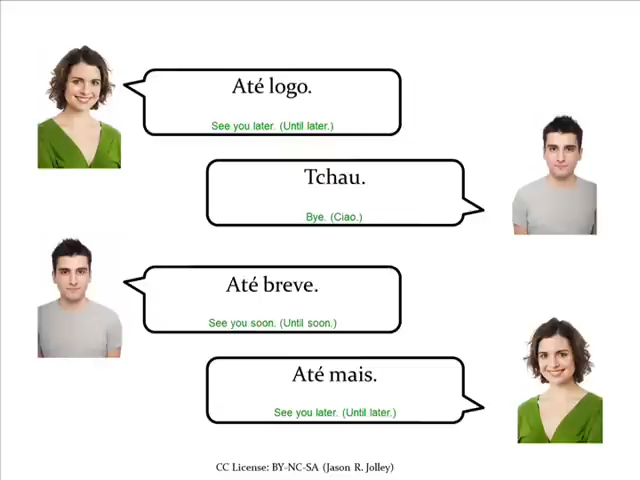 Até logo.
See you later. (Until later.)
Tchau.
Bye. (Ciao.)
Até breve.
See you soon. (Until soon.)
Até mais.
See you later. (Until later.)
CC License: BY-NC-SA (Jason R. Jolley)